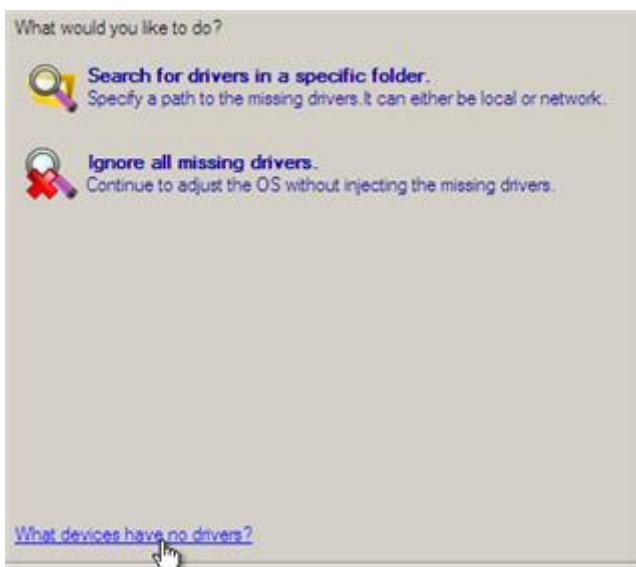 What would you like to do?
Search for drivers in a specific folder.
Specify a path to the missing drivers.It can either be local or network.
Ignore all missing drivers.
Continue to adjust the OS without injecting the missing drivers.
What devices have no drivers?